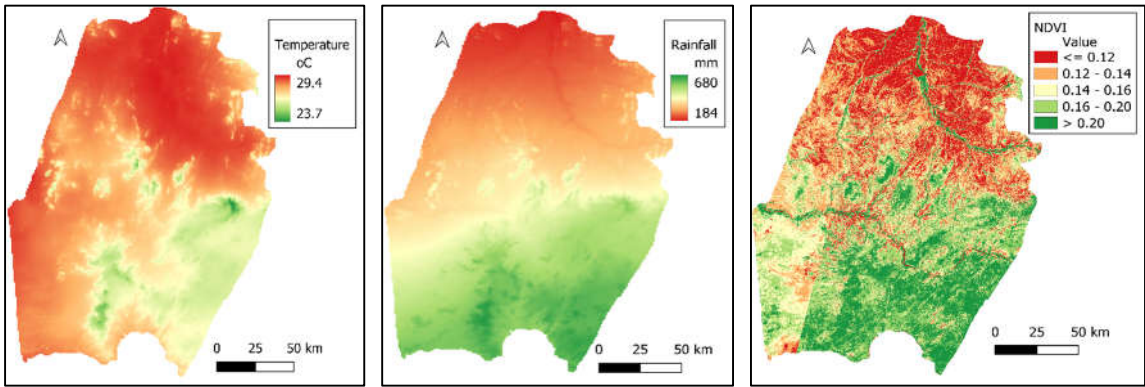 Temperature
oC
29.4
23.7
0 25 50 km
Rainfall
mm
680
184
0 25 50 km
NDVI
Value
<= 0.12
0.12 - 0.14
0.14 - 0.16
0.16 - 0.20
> 0.20
0 25 50 km